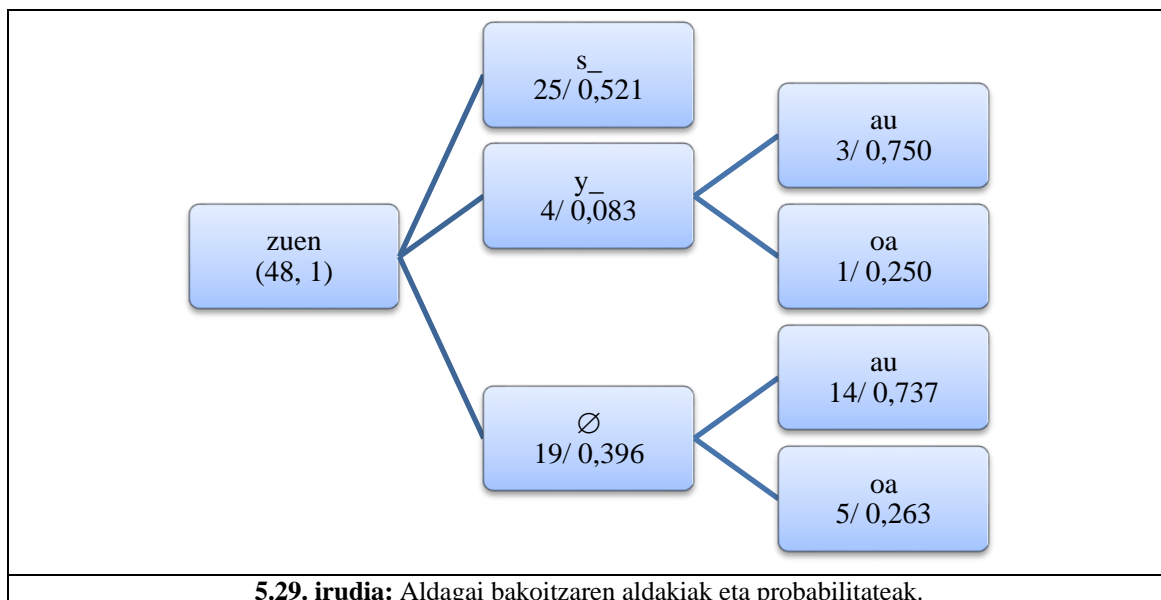 s_
25/ 0,521
au
3/ 0,750
y_
4/ 0,083
zuen
(48, 1)
oa
1/ 0,250
au
14/ 0,737
∅
19/ 0,396
oa
5/ 0,263
5.29. irudia: Aldagai bakoitzaren aldakiak eta probabilitateak.